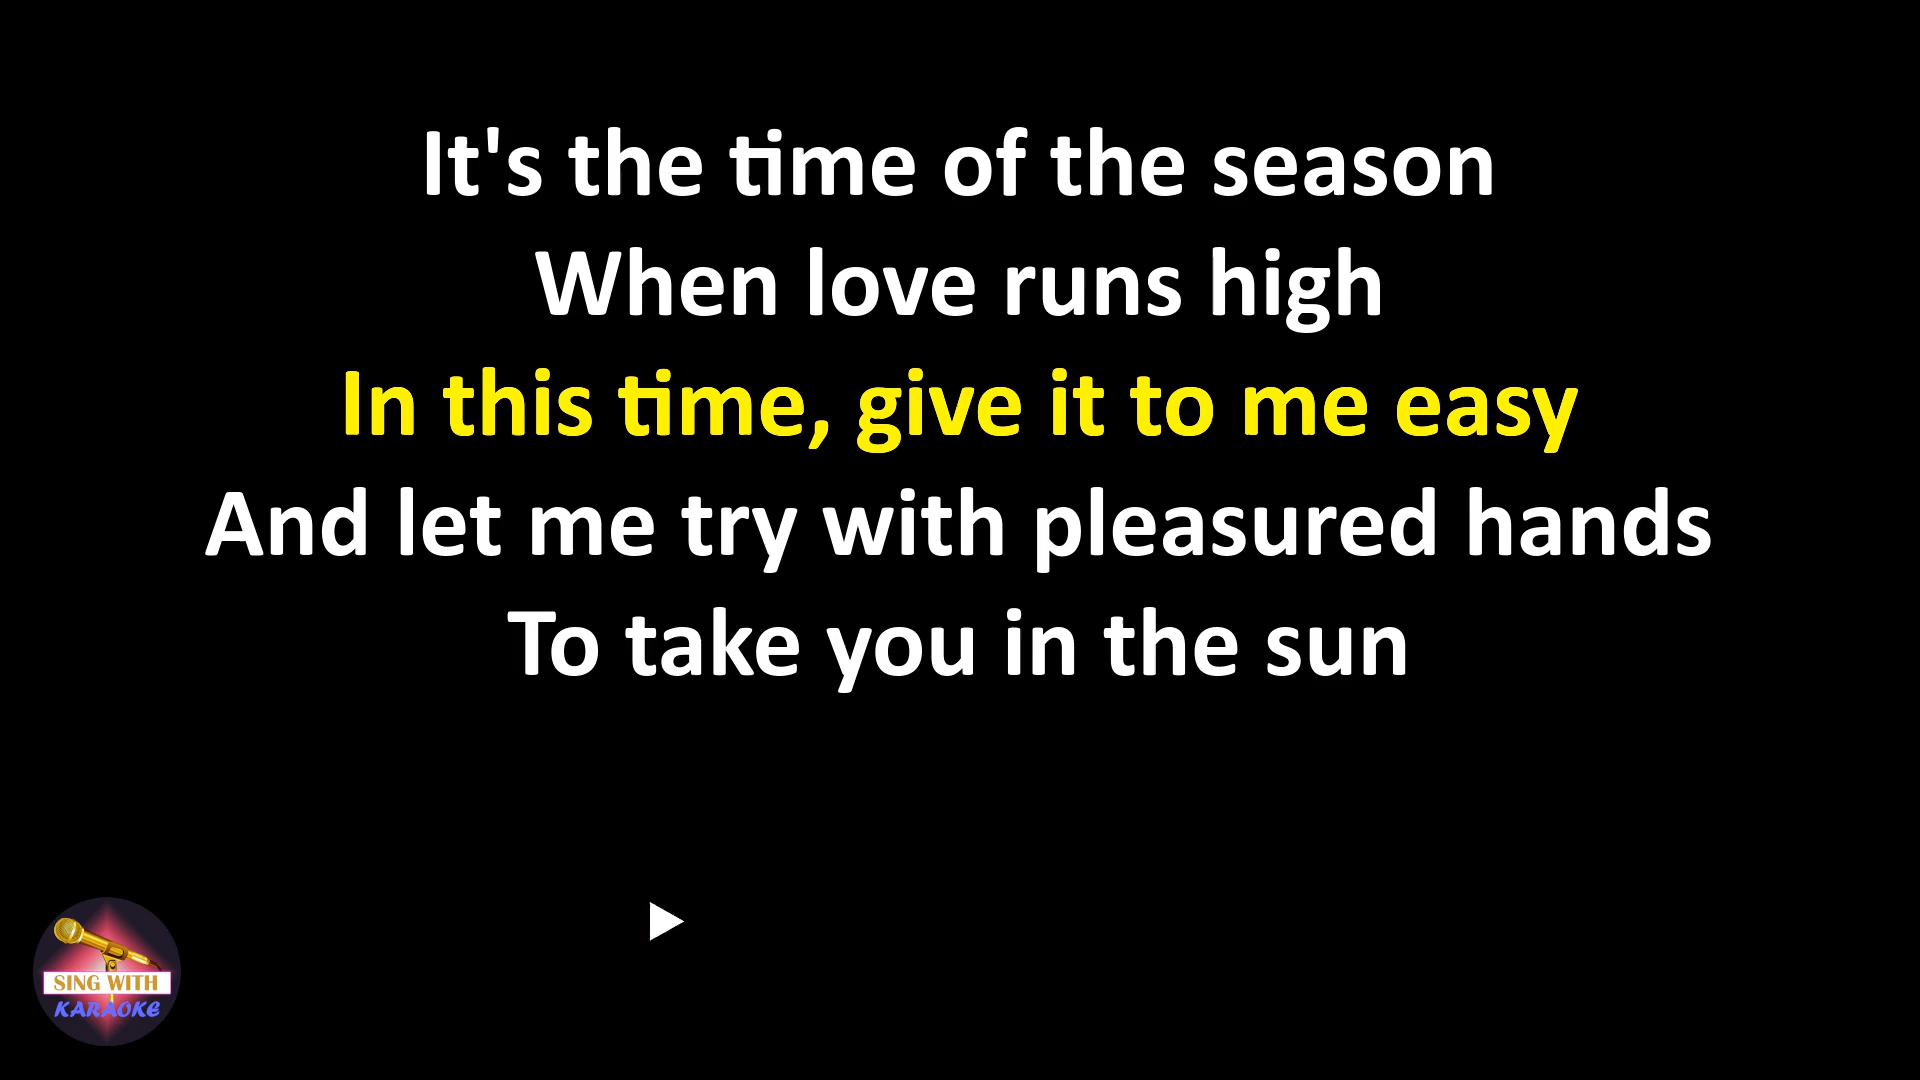 It's the time of the season
When love runs high
In this time, give it to me easy
And let me try with pleasured hands
To take you in the sun
SING WITH
KARAOKE